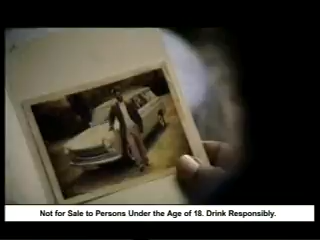 Not for Sale to Persons Under the Age of 18. Drink Responsibly.